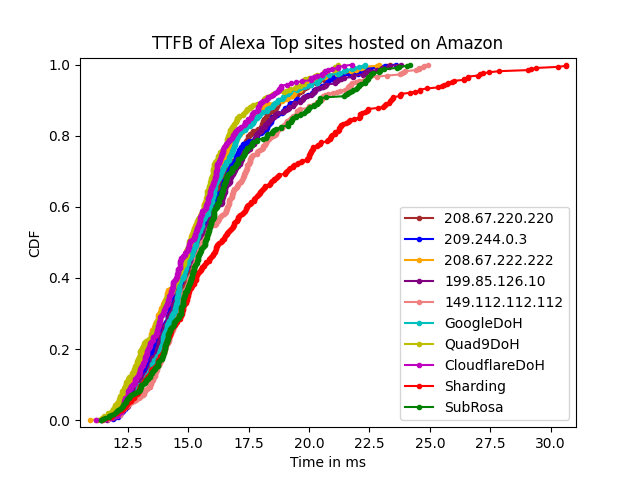 TTFB of Alexa Top sites hosted on Amazon
1.0
0.8
0.6
0.4
0.2
0.0
CDF
208.67.220.220
209.244.0.3
208.67.222.222
199.85.126.10
149.112.112.112
GoogleDoH
Quad9DoH
CloudflareDoH
Sharding
SubRosa
12.5 15.0 17.5 20.0 22.5 25.0 27.5 30.0
Time in ms